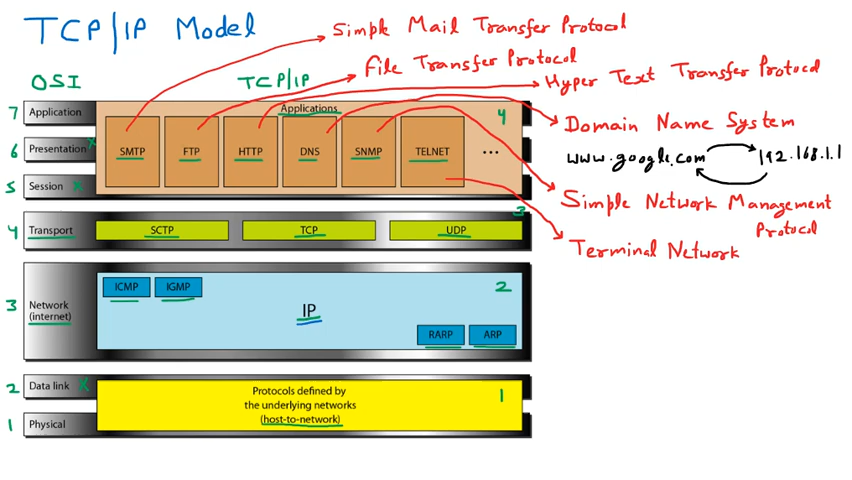 TCP/IP Model
Simple Mail Transfer Protocol
File Transfer Protocol
OSI
TCP/IP
Hyper Text Transfer Protocol
7 Application
Applications
4
Domain Name System
6 Presentation x
SMTP FTP HTTP DNS SNMP TELNET ...
www.google.com 192.168.1.1
5 Session x
Simple Network Management
Protocol
4 Transport
SCTP TCP UDP
3
Terminal Network
ICMP IGMP
2
3 Network
(internet)
IP
RARP ARP
2 Data link x
Protocols defined by
the underlying networks
(host-to-network)
1
1 Physical